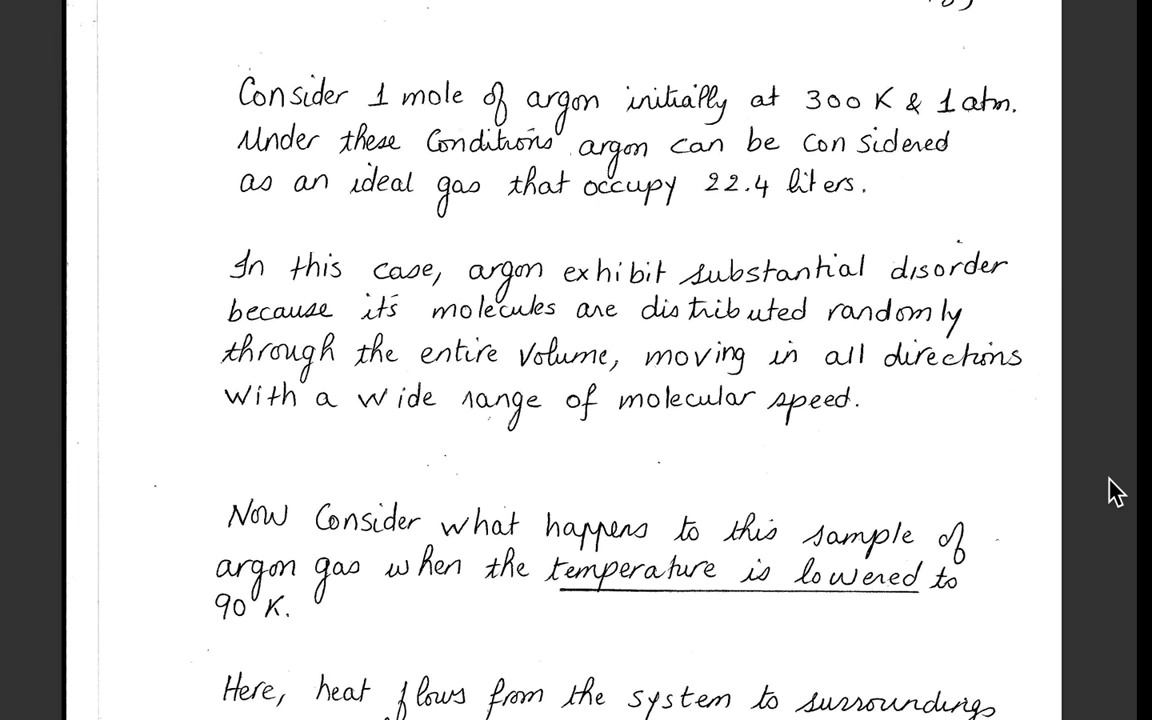 Consider 1 mole of argon initially at 300 K & 1 atm.
Under these Conditions argon can be considered
as an ideal gas that occupy 22.4 liters.
In this case, argon exhibit substantial disorder
because it's molecules are distributed randomly
through the entire Volume, moving in all directions
with a wide range of molecular speed.
Now Consider what happens to this sample of
argon gas when the temperature is lowered to
90 K.
Here, heat flows from the system to surroundings